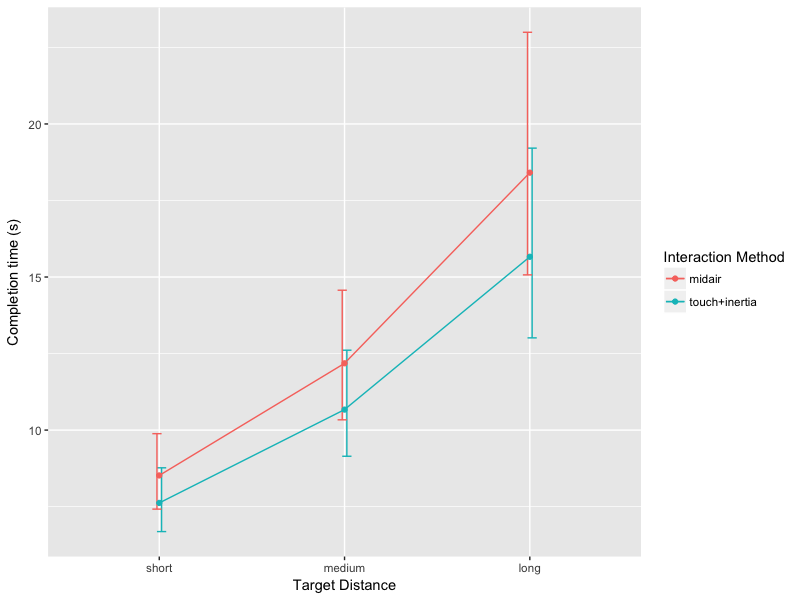 20
15
10
Completion time (s)
short medium long
Target Distance
Interaction Method
midair
touch+inertia